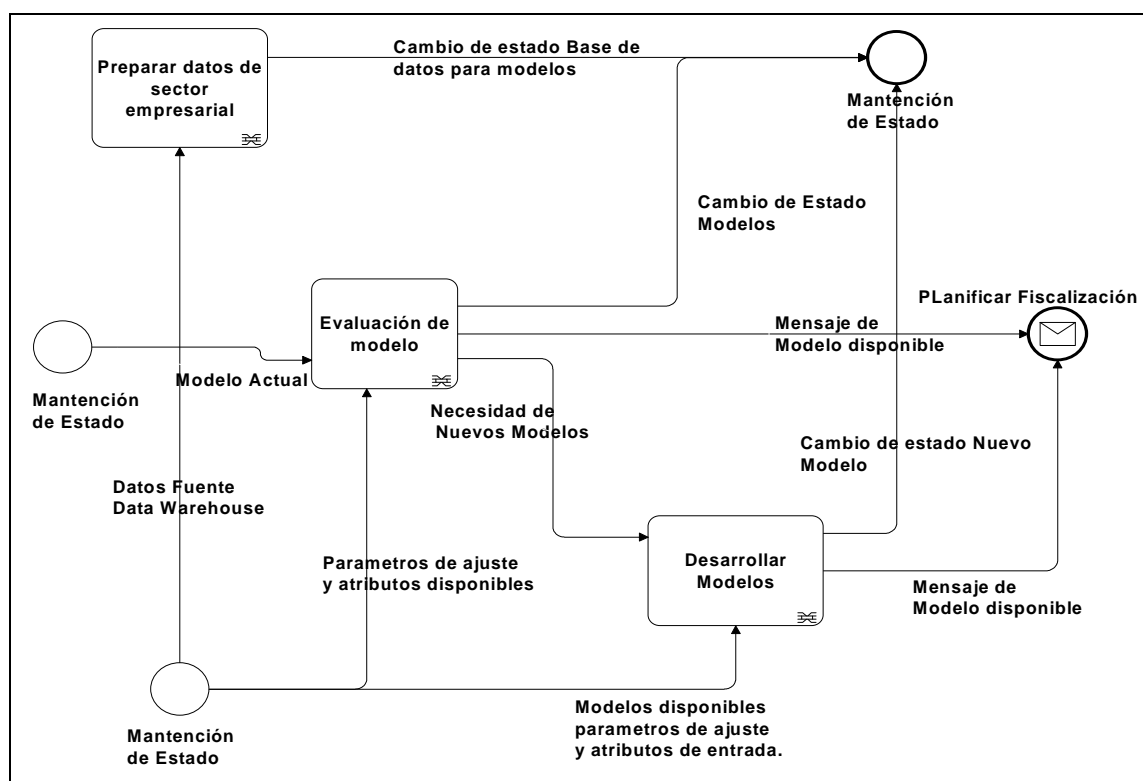 Preparar datos de
sector
empresarial
Cambio de estado Base de
datos para modelos
Mantención
de Estado
Cambio de Estado
Modelos
PLanificar Fiscalización
Evaluación de
modelo
Mensaje de
Modelo disponible
Modelo Actual
Mantención
de Estado
Necesidad de
Nuevos Modelos
Cambio de estado Nuevo
Modelo
Datos Fuente
Data Warehouse
Parametros de ajuste
y atributos disponibles
Desarrollar
Modelos
Mensaje de
Modelo disponible
Modelos disponibles
parametros de ajuste
y atributos de entrada.
Mantención
de Estado